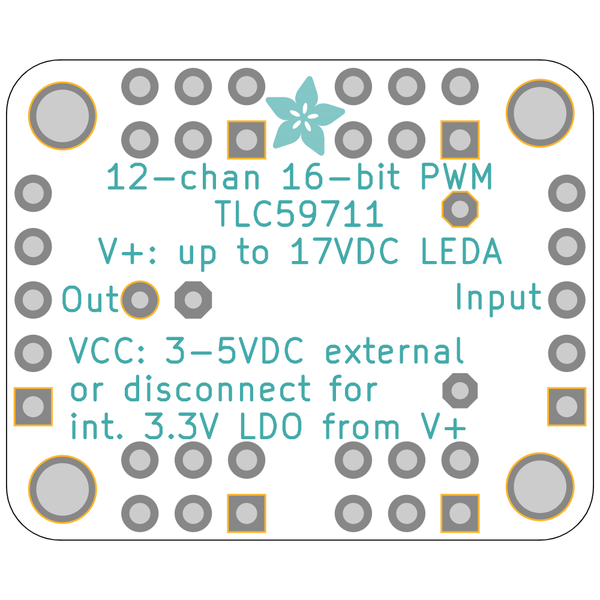 12-chan 16-bit PWM
TLC59711
V+: up to 17VDC LEDA
Out
Input
VCC: 3-5VDC external
or disconnect for
int. 3.3V LDO from V+